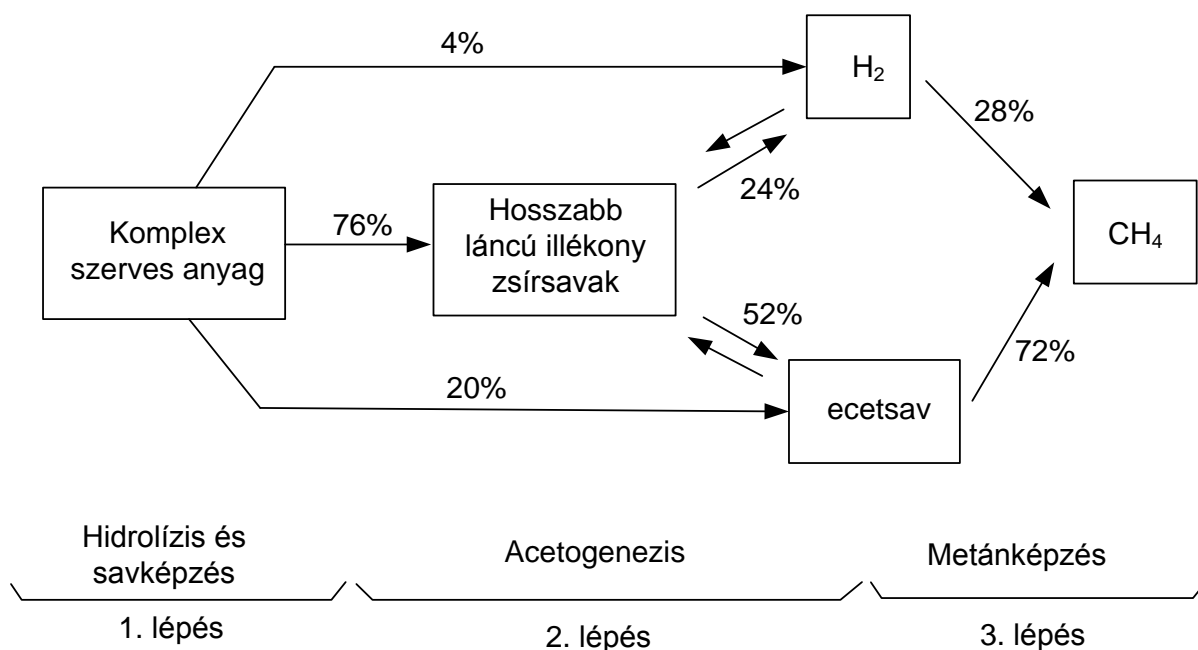 4%
H₂
28%
24%
Komplex
szerves anyag
76%
Hosszabb
láncú illékony
zsírsavak
CH₄
52%
72%
20%
ecetsav
Hidrolízis és
savképzés
Acetogenezis
Metánképzés
1. lépés
2. lépés
3. lépés